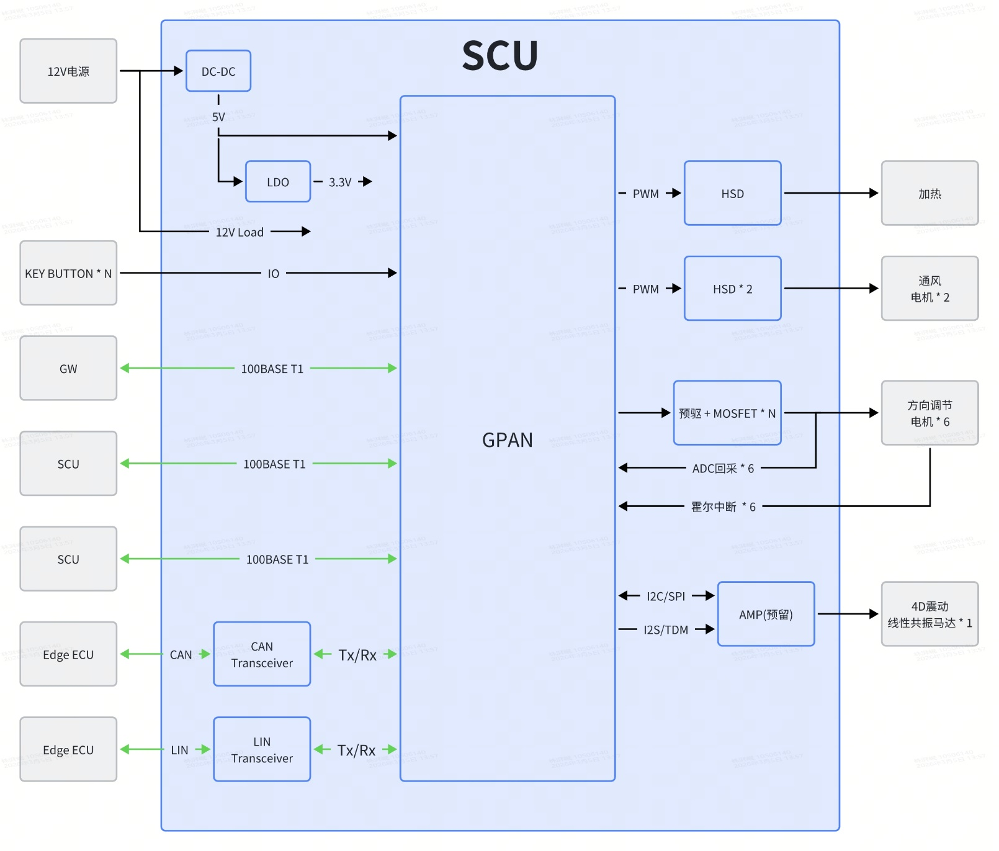 SCU
12V电源
DC-DC
5V
LDO
3.3V
12V Load
KEY BUTTON * N
IO
GW
100BASE T1
SCU
100BASE T1
SCU
100BASE T1
Edge ECU
CAN
CAN
Transceiver
Tx/Rx
Edge ECU
LIN
LIN
Transceiver
Tx/Rx
GPAN
PWM
HSD
加热
PWM
HSD * 2
通风
电机 * 2
预驱 + MOSFET * N
方向调节
电机 * 6
ADC回采 * 6
霍尔中断 * 6
I2C/SPI
I2S/TDM
AMP(预留)
4D震动
线性共振马达 * 1